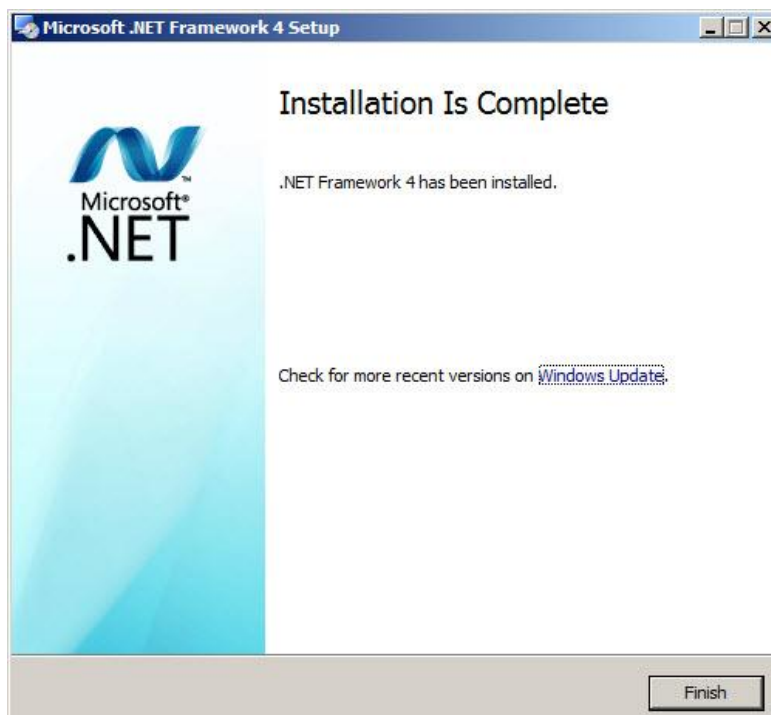 Microsoft .NET Framework 4 Setup
Installation Is Complete
.NET Framework 4 has been installed.
Microsoft®
.NET™
Check for more recent versions on Windows Update.
Finish